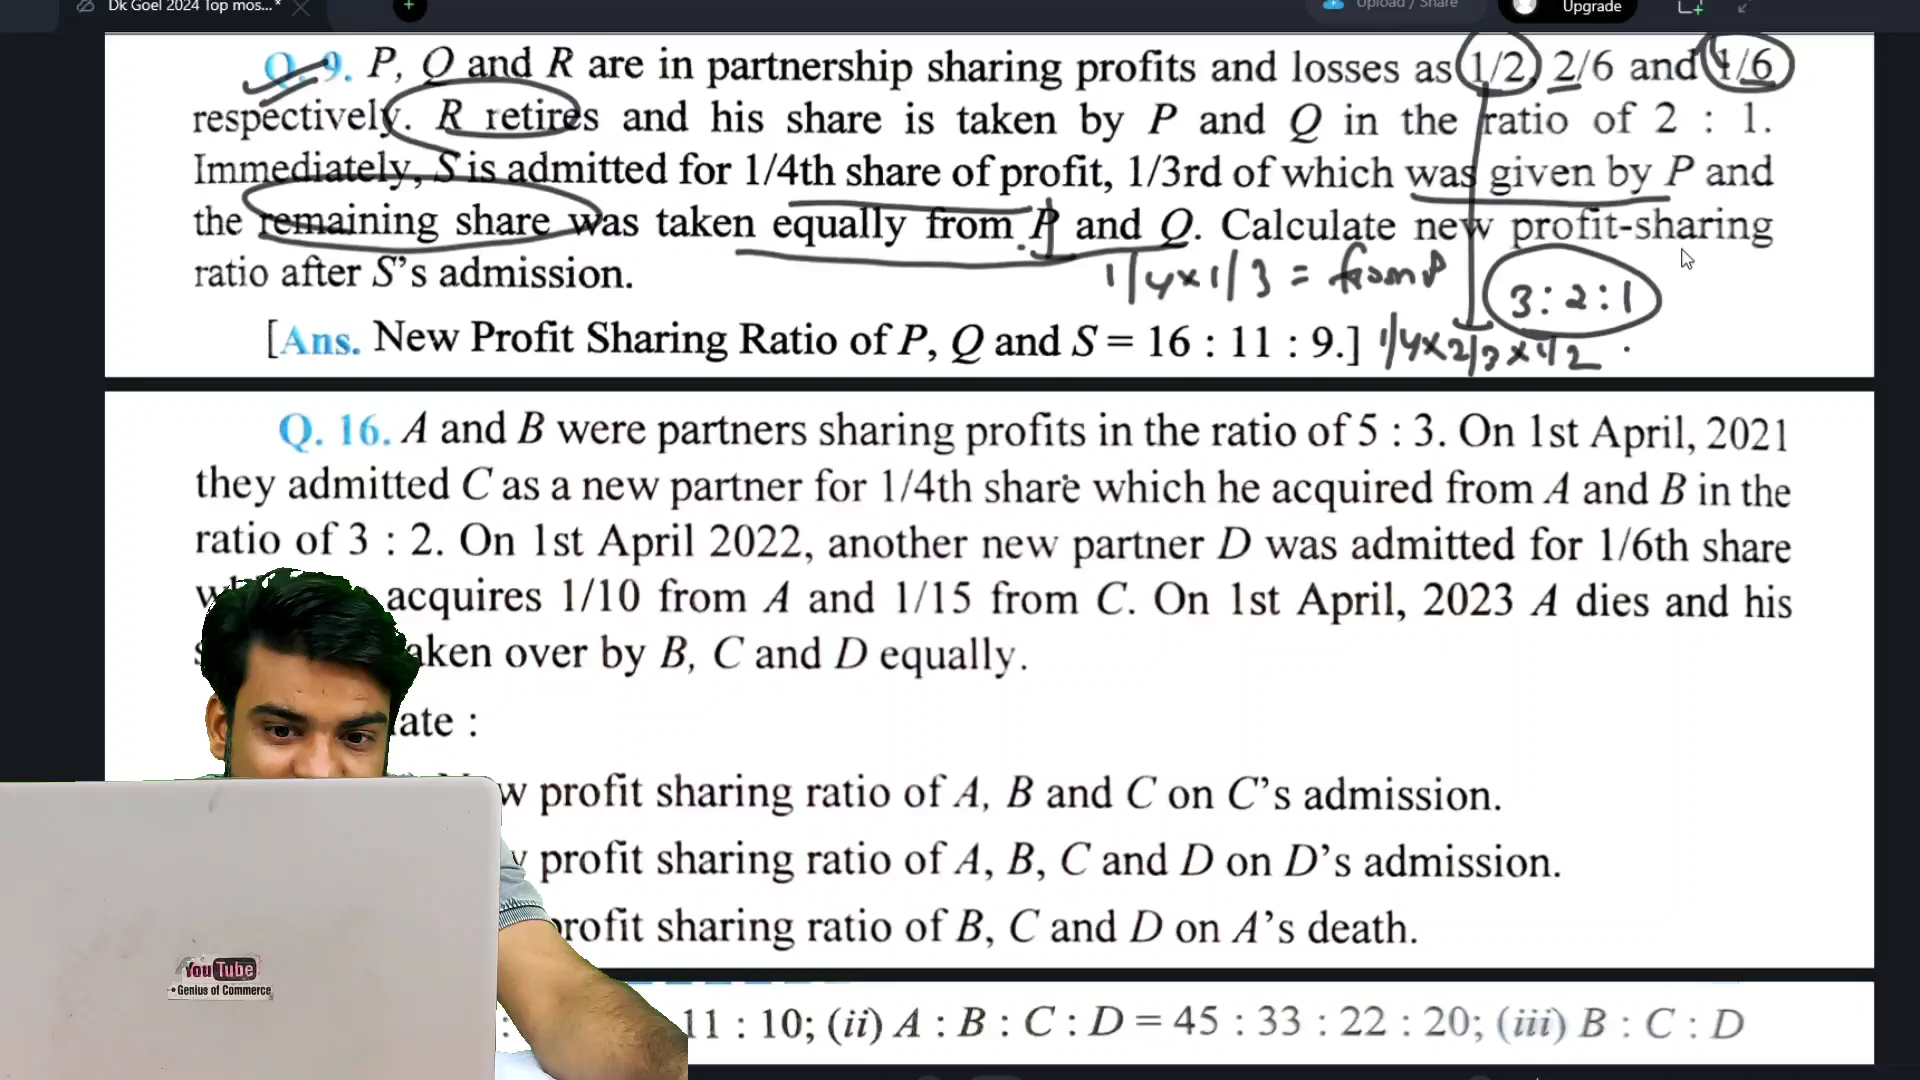 Dk Goel 2024 Top mos...*
Upload / Share
Upgrade
Q. 9. P, Q and R are in partnership sharing profits and losses as 1/2, 2/6 and 1/6
respectively. R retires and his share is taken by P and Q in the ratio of 2 : 1.
Immediately, S is admitted for 1/4th share of profit, 1/3rd of which was given by P and
the remaining share was taken equally from P and Q. Calculate new profit-sharing
ratio after S's admission.
1/4×1/3 = from P
3:2:1
[Ans. New Profit Sharing Ratio of P, Q and S = 16 : 11 : 9.]
1/4×2/3×1/2
Q. 16. A and B were partners sharing profits in the ratio of 5 : 3. On 1st April, 2021
they admitted C as a new partner for 1/4th share which he acquired from A and B in the
ratio of 3 : 2. On 1st April 2022, another new partner D was admitted for 1/6th share
acquires 1/10 from A and 1/15 from C. On 1st April, 2023 A dies and his
aken over by B, C and D equally.
ate :
w profit sharing ratio of A, B and C on C's admission.
profit sharing ratio of A, B, C and D on D's admission.
profit sharing ratio of B, C and D on A's death.
11 : 10; (ii) A : B : C : D = 45 : 33 : 22 : 20; (iii) B : C : D
YouTube
• Genius of Commerce